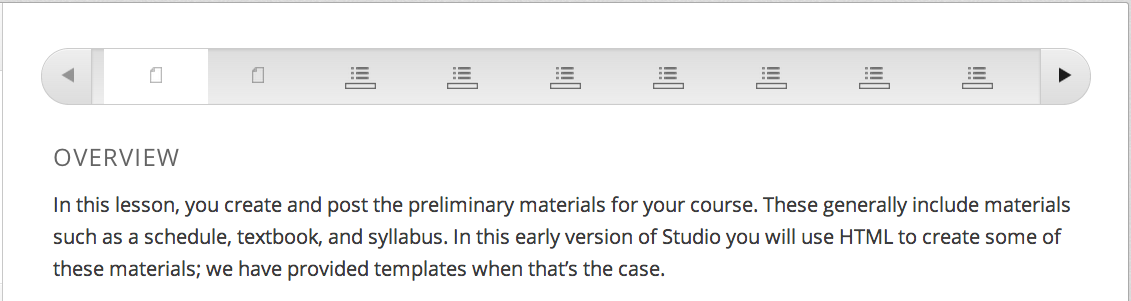 OVERVIEW
In this lesson, you create and post the preliminary materials for your course. These generally include materials
such as a schedule, textbook, and syllabus. In this early version of Studio you will use HTML to create some of
these materials; we have provided templates when that’s the case.